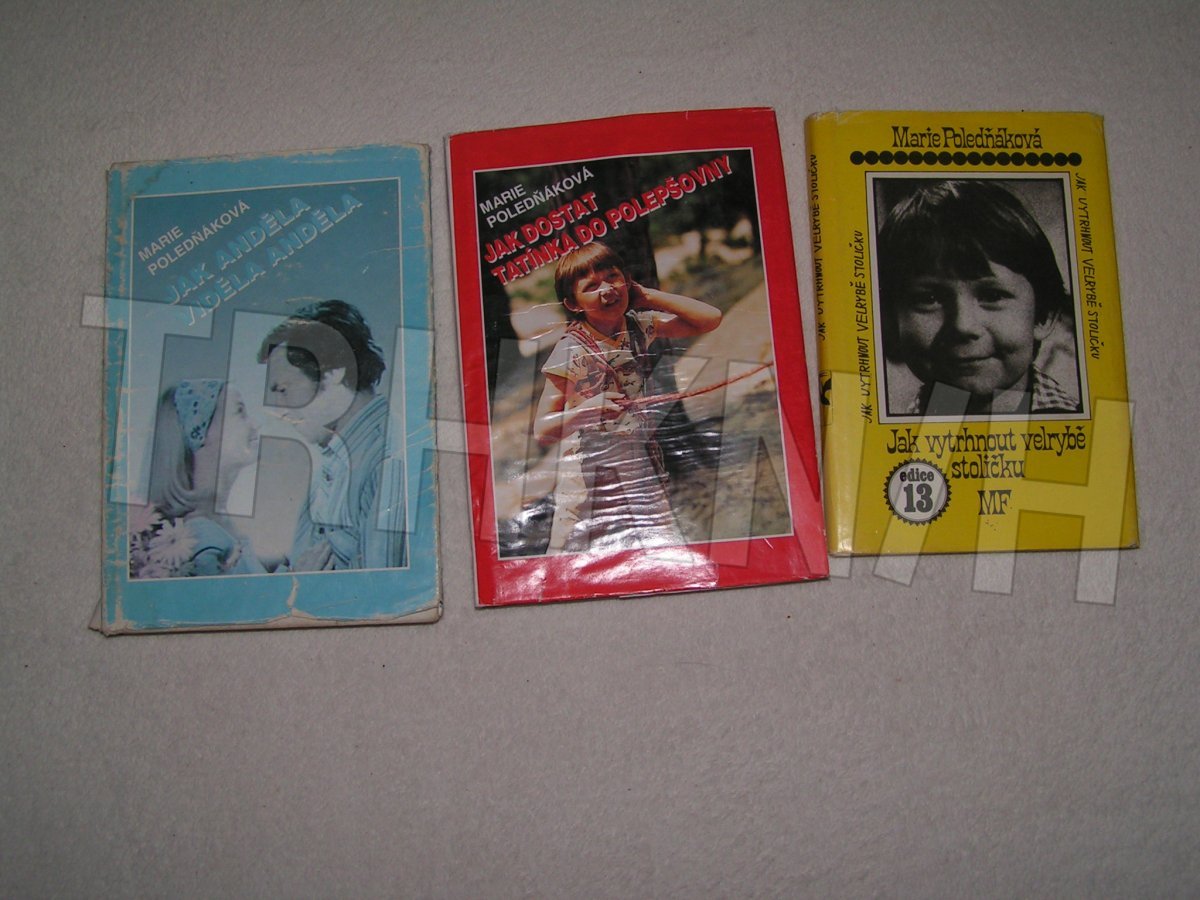 MARIE
POLEDŇÁKOVÁ
JAK ANDĚLA
VIDĚLA ANDĚLA
MARIE
POLEDŇÁKOVÁ
JAK DOSTAT
TATÍNKA DO POLEPŠOVNY
JAK VYTRHNOUT VELRYBĚ STOLIČKU
Marie Poledňáková
JAK VYTRHNOUT VELRYBĚ STOLIČKU
JAK VYTRHNOUT VELRYBĚ STOLIČKU
Jak vytrhnout velrybě
stoličku
edice
13
MF